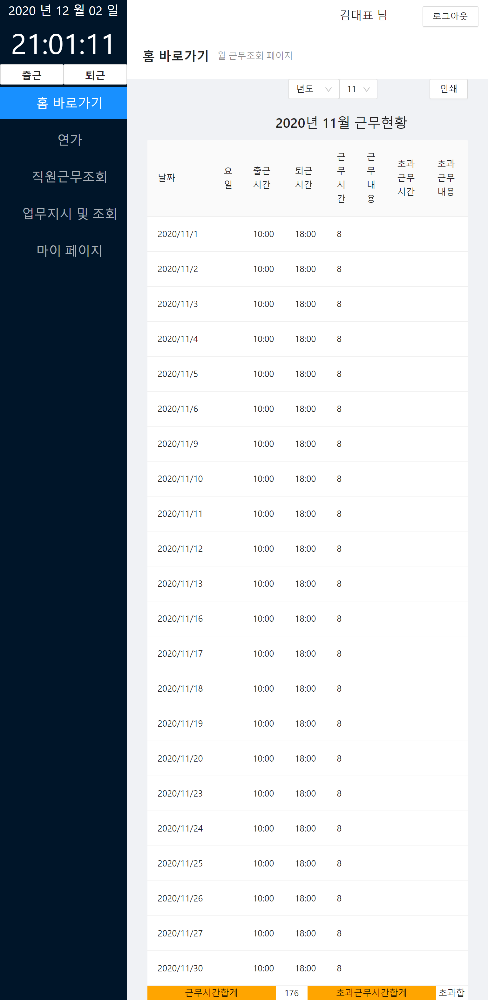 2020 년 12 월 02 일
21:01:11
출근 퇴근
홈 바로가기
연가
직원근무조회
업무지시 및 조회
마이 페이지
김대표 님
로그아웃
홈 바로가기 월 근무조회 페이지
년도 11 인쇄
2020년 11월 근무현황
날짜 요일 출근시간 퇴근시간 근무시간 근무내용 초과근무시간 초과근무내용
2020/11/1 10:00 18:00 8
2020/11/2 10:00 18:00 8
2020/11/3 10:00 18:00 8
2020/11/4 10:00 18:00 8
2020/11/5 10:00 18:00 8
2020/11/6 10:00 18:00 8
2020/11/9 10:00 18:00 8
2020/11/10 10:00 18:00 8
2020/11/11 10:00 18:00 8
2020/11/12 10:00 18:00 8
2020/11/13 10:00 18:00 8
2020/11/16 10:00 18:00 8
2020/11/17 10:00 18:00 8
2020/11/18 10:00 18:00 8
2020/11/19 10:00 18:00 8
2020/11/20 10:00 18:00 8
2020/11/23 10:00 18:00 8
2020/11/24 10:00 18:00 8
2020/11/25 10:00 18:00 8
2020/11/26 10:00 18:00 8
2020/11/27 10:00 18:00 8
2020/11/30 10:00 18:00 8
근무시간합계 176 초과근무시간합계 초과합